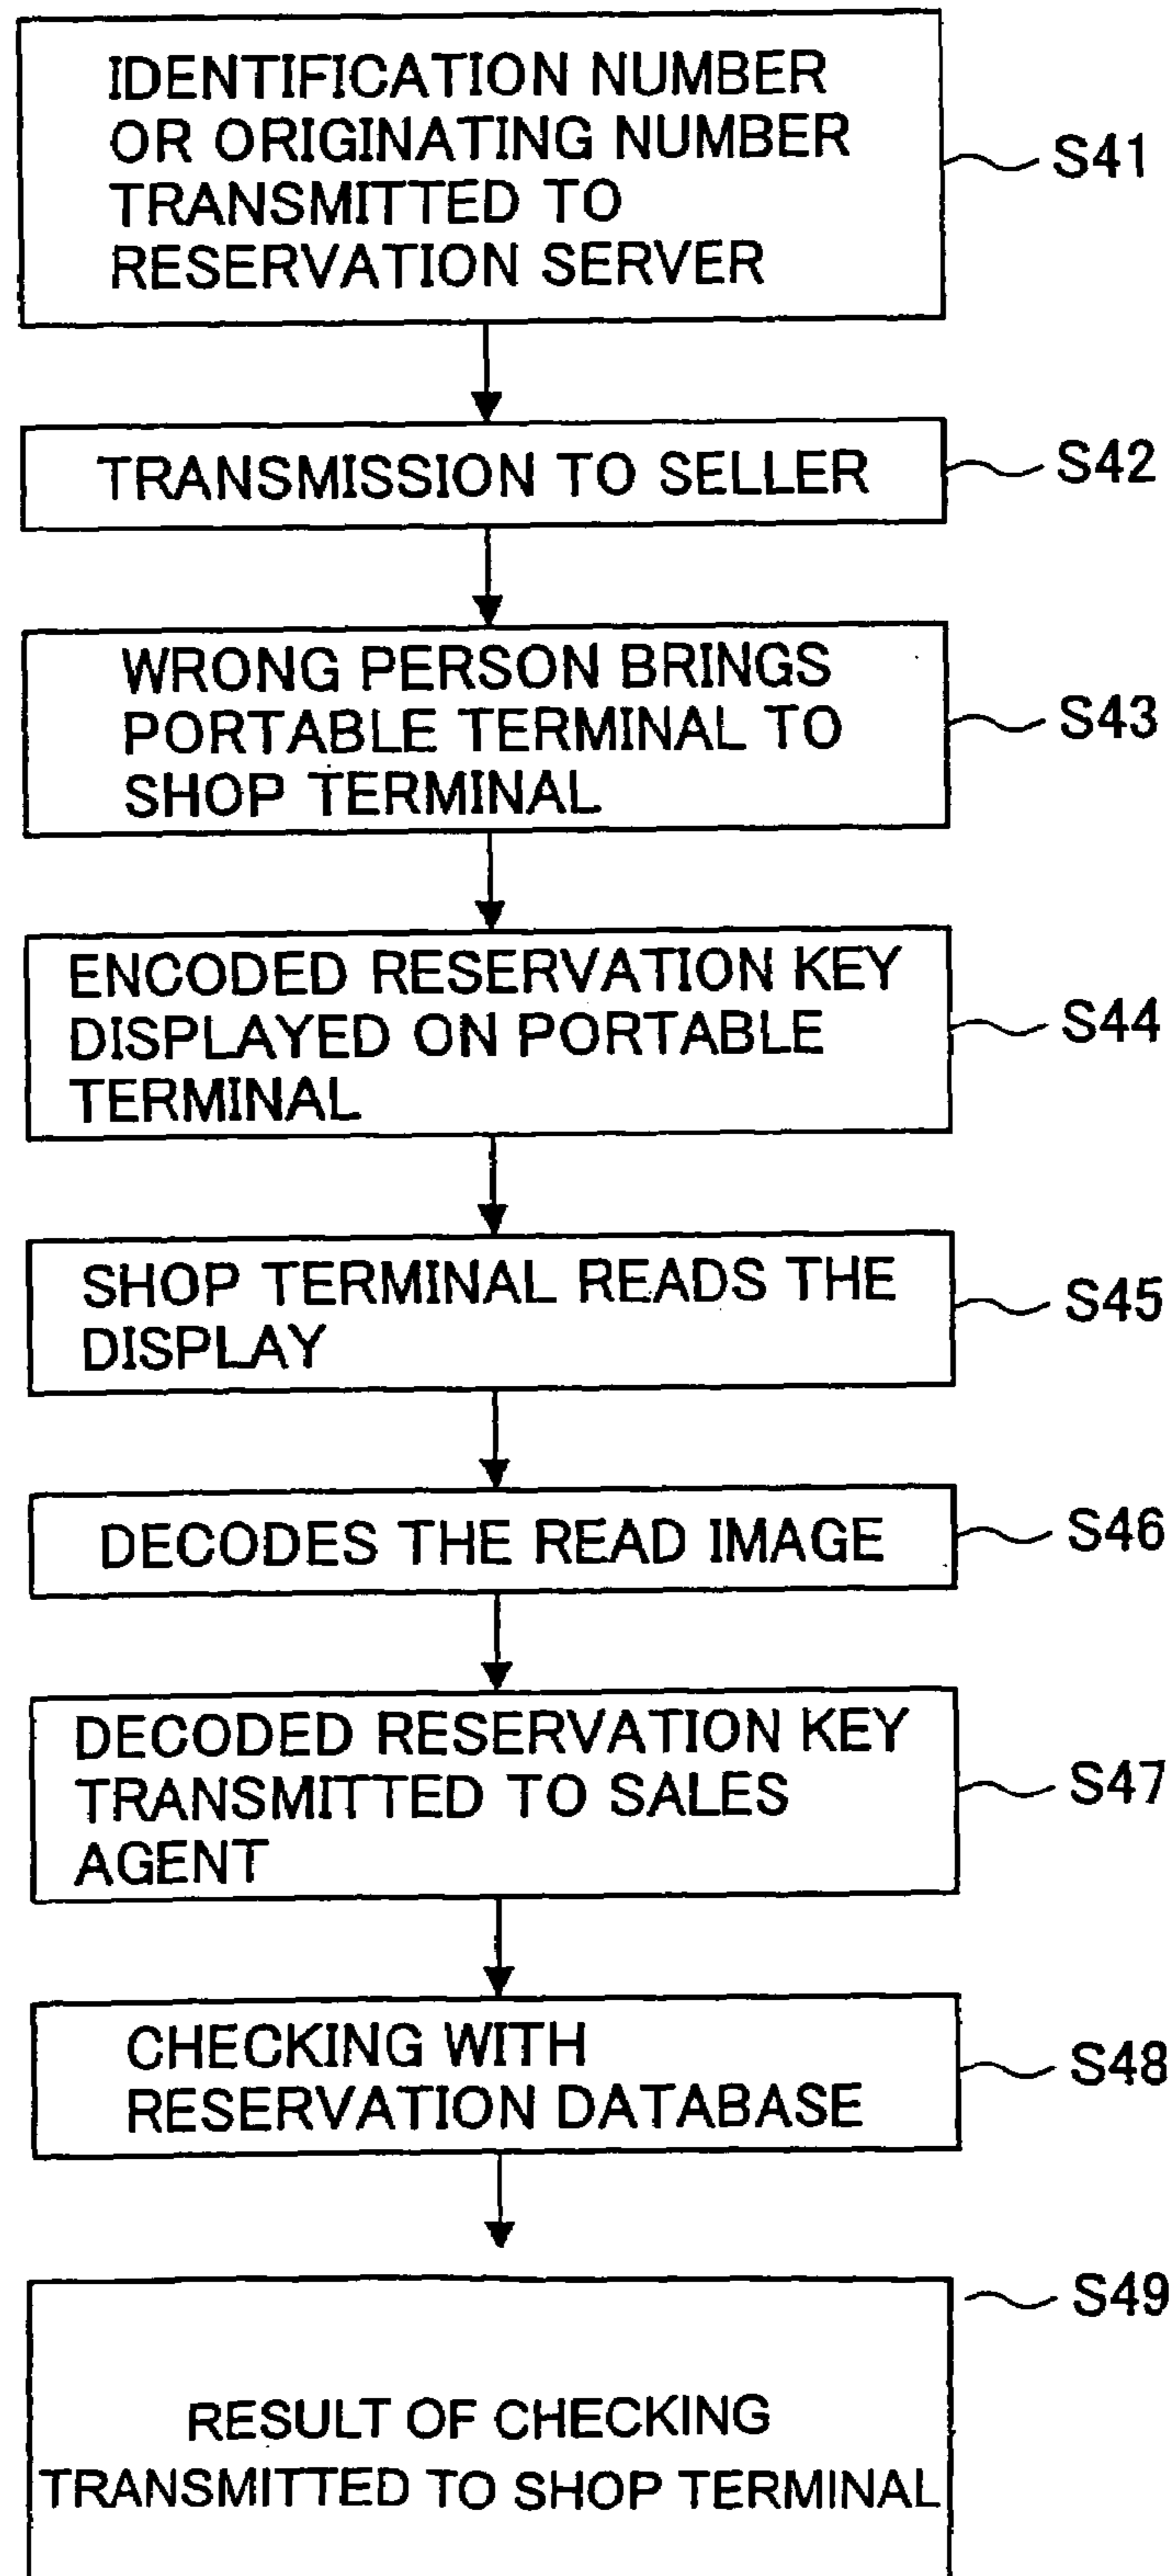 IDENTIFICATION NUMBER
OR ORIGINATING NUMBER
TRANSMITTED TO
RESERVATION SERVER
S41
TRANSMISSION TO SELLER
S42
WRONG PERSON BRINGS
PORTABLE TERMINAL TO
SHOP TERMINAL
S43
ENCODED RESERVATION KEY
DISPLAYED ON PORTABLE
TERMINAL
S44
SHOP TERMINAL READS THE
DISPLAY
S45
DECODES THE READ IMAGE
S46
DECODED RESERVATION KEY
TRANSMITTED TO SALES
AGENT
S47
CHECKING WITH
RESERVATION DATABASE
S48
S49
RESULT OF CHECKING
TRANSMITTED TO SHOP TERMINAL